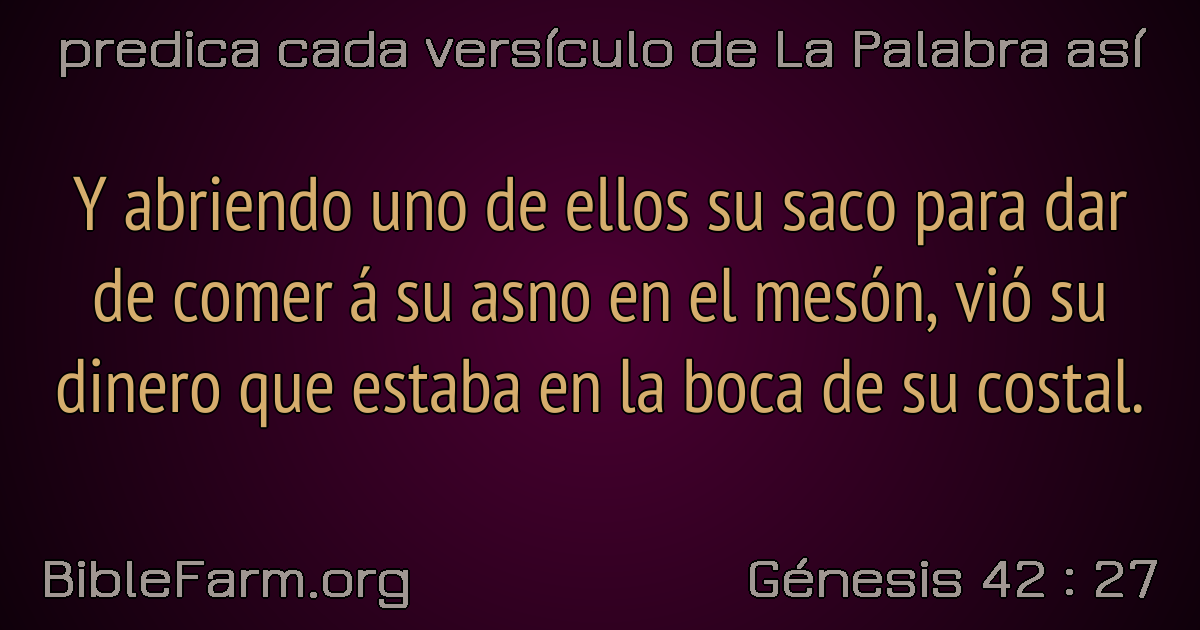 predica cada versículo de La Palabra así
Y abriendo uno de ellos su saco para dar
de comer á su asno en el mesón, vió su
dinero que estaba en la boca de su costal.
BibleFarm.org
Génesis 42 : 27